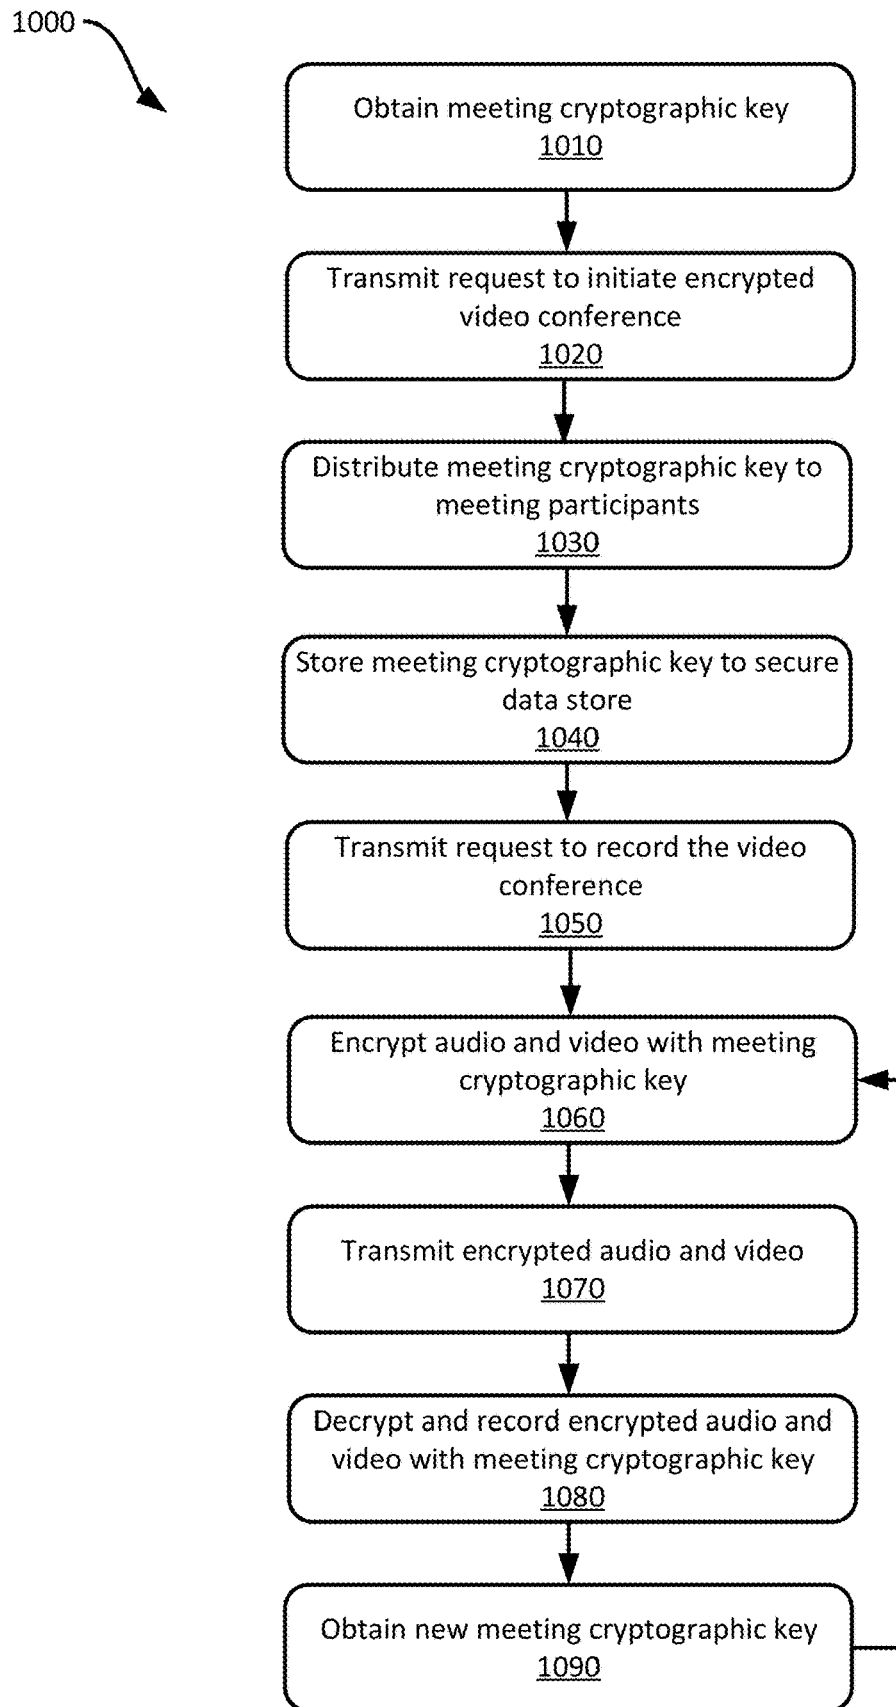 1000
Obtain meeting cryptographic key
1010
Transmit request to initiate encrypted
video conference
1020
Distribute meeting cryptographic key to
meeting participants
1030
Store meeting cryptographic key to secure
data store
1040
Transmit request to record the video
conference
1050
Encrypt audio and video with meeting
cryptographic key
1060
Transmit encrypted audio and video
1070
Decrypt and record encrypted audio and
video with meeting cryptographic key
1080
Obtain new meeting cryptographic key
1090